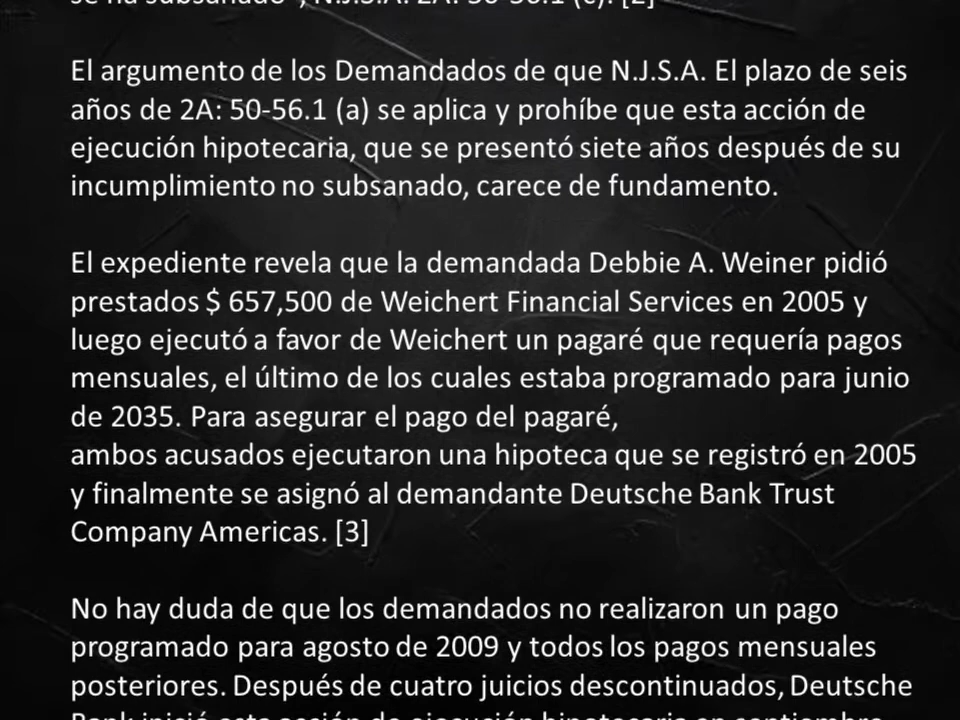 El argumento de los Demandados de que N.J.S.A. El plazo de seis
años de 2A: 50-56.1 (a) se aplica y prohíbe que esta acción de
ejecución hipotecaria, que se presentó siete años después de su
incumplimiento no subsanado, carece de fundamento.
El expediente revela que la demandada Debbie A. Weiner pidió
prestados $ 657,500 de Weichert Financial Services en 2005 y
luego ejecutó a favor de Weichert un pagaré que requería pagos
mensuales, el último de los cuales estaba programado para junio
de 2035. Para asegurar el pago del pagaré,
ambos acusados ejecutaron una hipoteca que se registró en 2005
y finalmente se asignó al demandante Deutsche Bank Trust
Company Americas. [3]
No hay duda de que los demandados no realizaron un pago
programado para agosto de 2009 y todos los pagos mensuales
posteriores. Después de cuatro juicios descontinuados, Deutsche